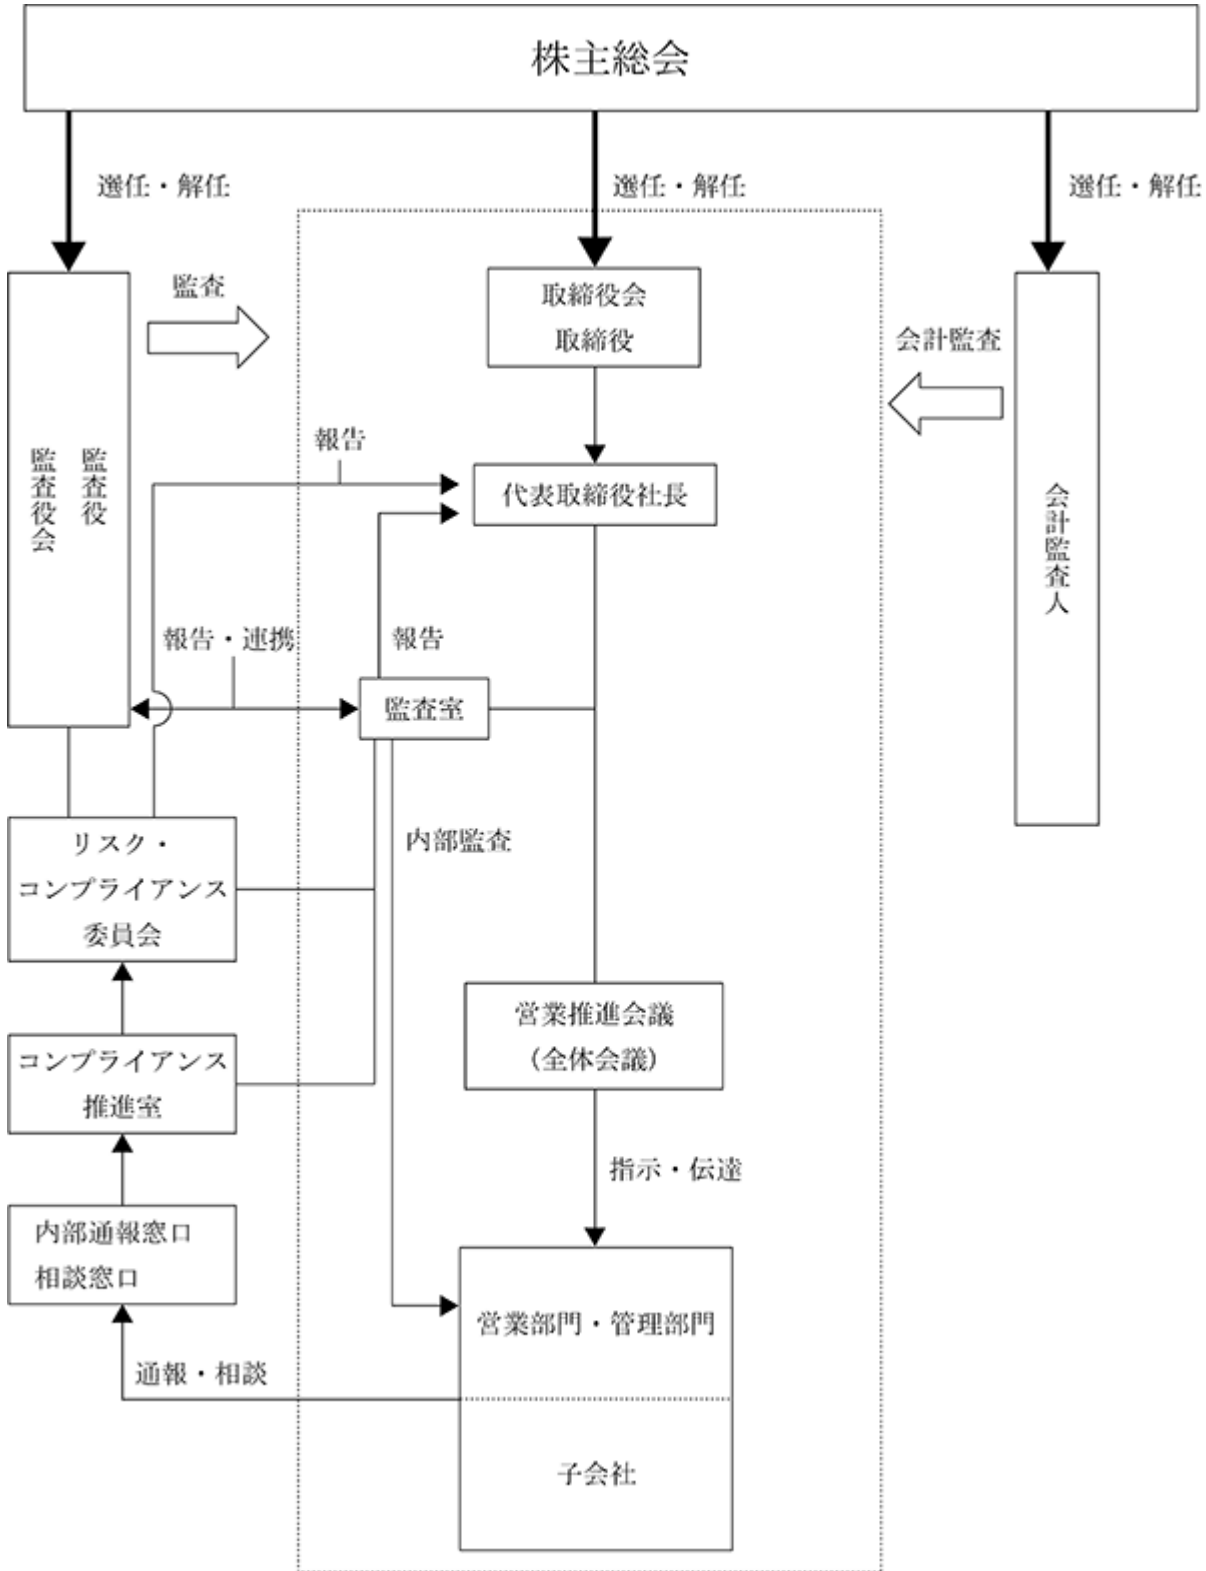 株主総会
選任・解任
選任・解任
選任・解任
監査
取締役会
取締役
会計監査
報告
代表取締役社長
監査役
監査役会
会計監査人
報告・連携
報告
監査室
リスク・
コンプライアンス
委員会
内部監査
営業推進会議
(全体会議)
コンプライアンス
推進室
指示・伝達
内部通報窓口
相談窓口
営業部門・管理部門
通報・相談
子会社